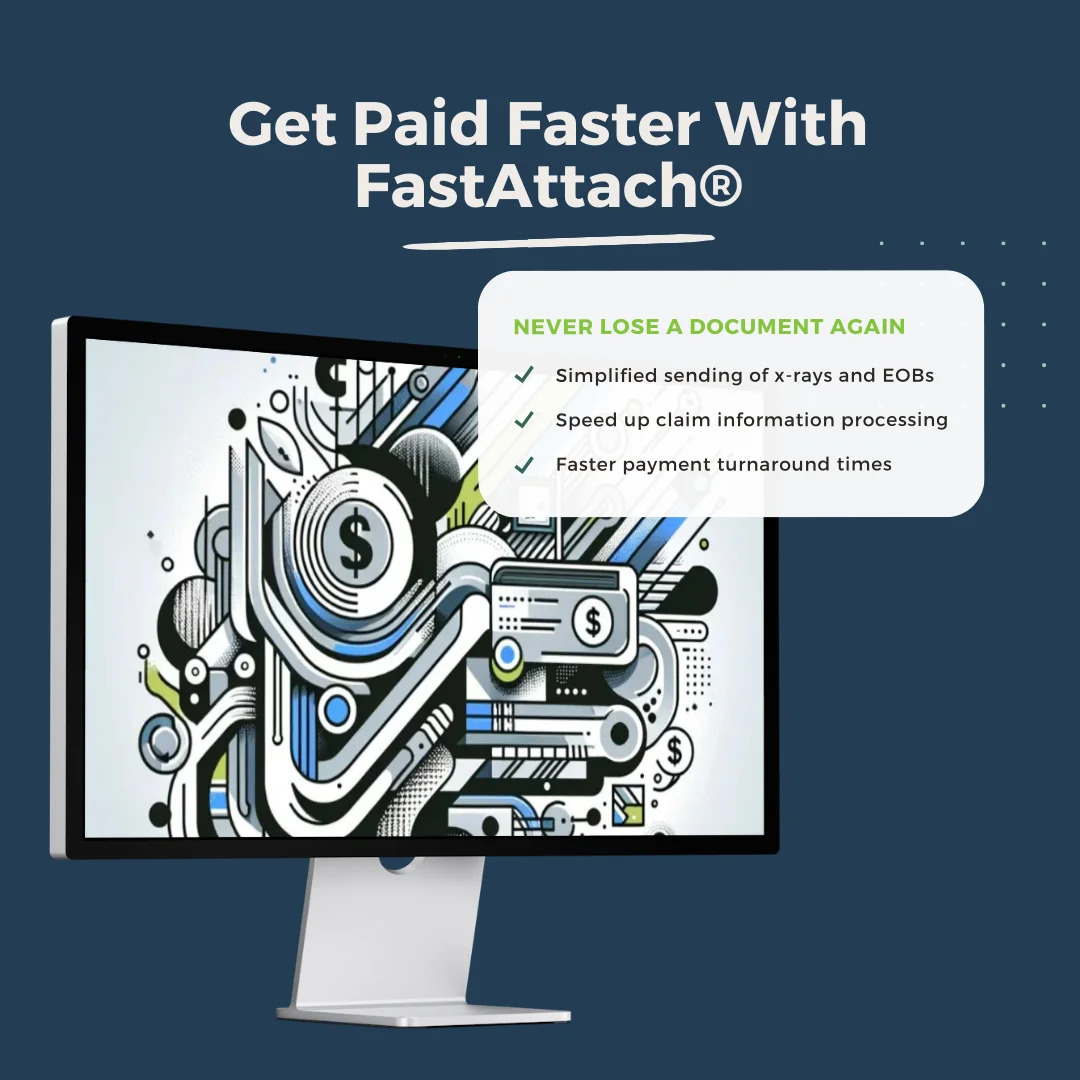 Get Paid Faster With
FastAttach®
NEVER LOSE A DOCUMENT AGAIN
Simplified sending of x-rays and EOBs
Speed up claim information processing
Faster payment turnaround times
$
$
$